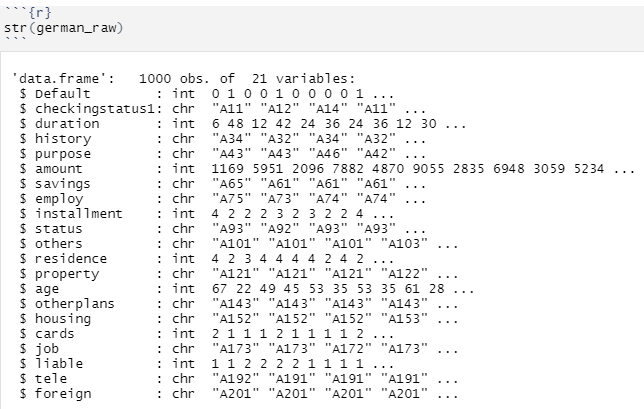 ```{r}
str(german_raw)
```
'data.frame':   1000 obs. of  21 variables:
 $ Default        : int  0 1 0 0 1 0 0 0 0 1 ...
 $ checkingstatus1: chr  "A11" "A12" "A14" "A11" ...
 $ duration       : int  6 48 12 42 24 36 24 36 12 30 ...
 $ history        : chr  "A34" "A32" "A34" "A32" ...
 $ purpose        : chr  "A43" "A43" "A46" "A42" ...
 $ amount         : int  1169 5951 2096 7882 4870 9055 2835 6948 3059 5234 ...
 $ savings        : chr  "A65" "A61" "A61" "A61" ...
 $ employ         : chr  "A75" "A73" "A74" "A74" ...
 $ installment    : int  4 2 2 2 3 2 3 2 2 4 ...
 $ status         : chr  "A93" "A92" "A93" "A93" ...
 $ others         : chr  "A101" "A101" "A101" "A103" ...
 $ residence      : int  4 2 3 4 4 4 4 2 4 2 ...
 $ property       : chr  "A121" "A121" "A121" "A122" ...
 $ age            : int  67 22 49 45 53 35 53 35 61 28 ...
 $ otherplans     : chr  "A143" "A143" "A143" "A143" ...
 $ housing        : chr  "A152" "A152" "A152" "A153" ...
 $ cards          : int  2 1 1 1 2 1 1 1 1 2 ...
 $ job            : chr  "A173" "A173" "A172" "A173" ...
 $ liable         : int  1 1 2 2 2 2 1 1 1 1 ...
 $ tele           : chr  "A192" "A191" "A191" "A191" ...
 $ foreign        : chr  "A201" "A201" "A201" "A201" ...